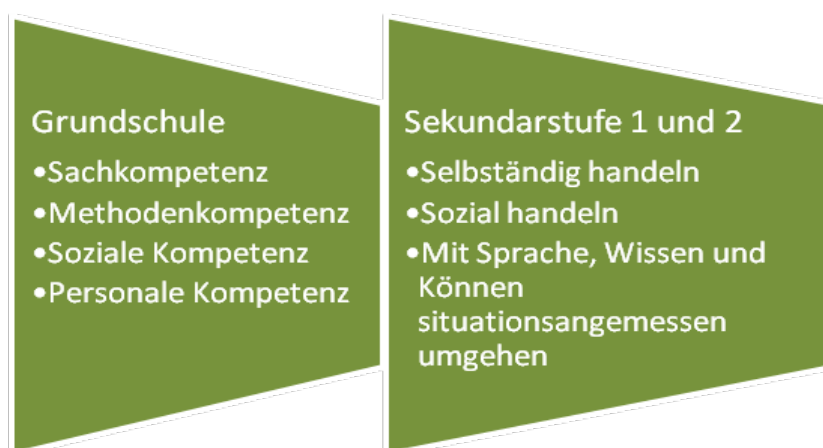 Grundschule
•Sachkompetenz
•Methodenkompetenz
•Soziale Kompetenz
•Personale Kompetenz
Sekundarstufe 1 und 2
•Selbständig handeln
•Sozial handeln
•Mit Sprache, Wissen und
Können
situationsangemessen
umgehen